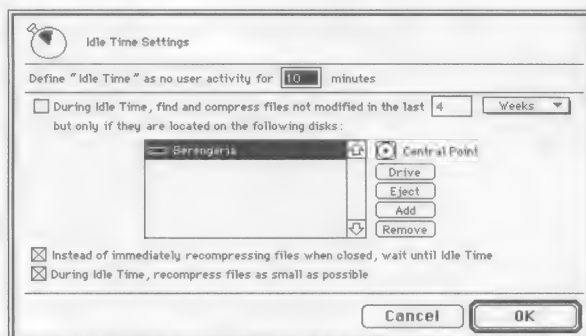 Idle Time Settings
Define "Idle Time" as no user activity for 10 minutes
During Idle Time, find and compress files not modified in the last 4 Weeks
but only if they are located on the following disks:
Berengaria Central Point
Drive
Eject
Add
Remove
Instead of immediately recompressing files when closed, wait until Idle Time
During Idle Time, recompress files as small as possible
Cancel OK